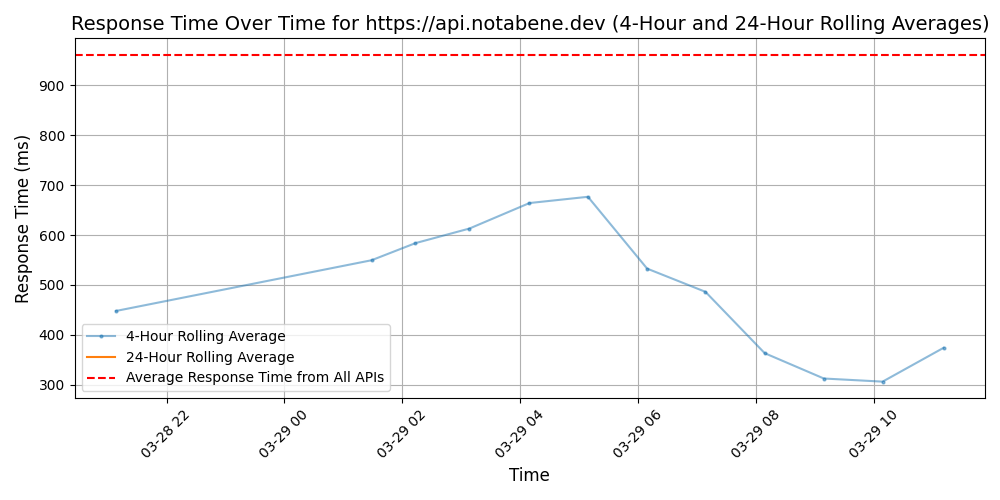 Response Time Over Time for https://api.notabene.dev (4-Hour and 24-Hour Rolling Averages)
Response Time (ms)
900
800
700
600
500
400
300
4-Hour Rolling Average
24-Hour Rolling Average
Average Response Time from All APIs
03-28 22
03-29 00
03-29 02
03-29 04
03-29 06
03-29 08
03-29 10
Time